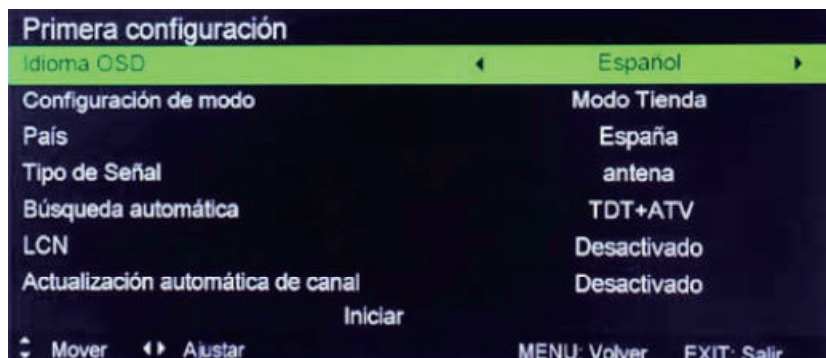 Primera configuración
Idioma OSD Español
Configuración de modo Modo Tienda
País España
Tipo de Señal antena
Búsqueda automática TDT+ATV
LCN Desactivado
Actualización automática de canal Desactivado
Iniciar
Mover Ajustar MENU: Volver EXIT: Salir